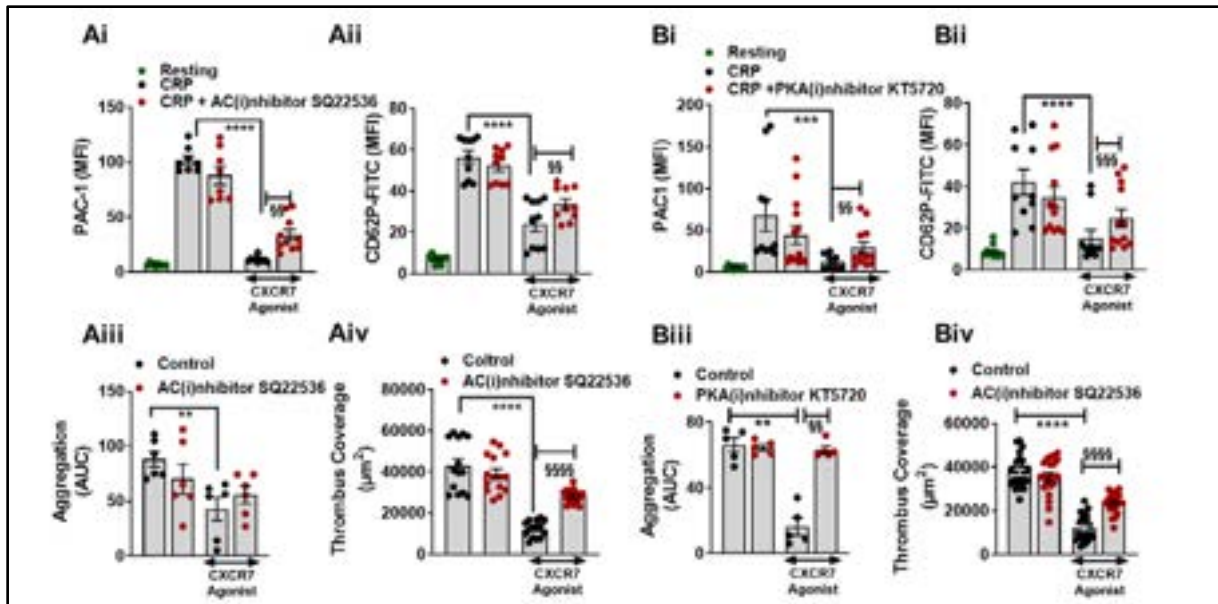 Ai
Resting
CRP
CRP + AC(i)nhibitor SQ22536
PAC-1 (MFI)
150
100
50
0
****
§§
CXCR7
Agonist
Aii
CD62P-FITC (MFI)
80
60
40
20
0
****
§§
CXCR7
Agonist
Bi
Resting
CRP
CRP +PKA(i)nhibitor KT5720
PAC1 (MFI)
200
150
100
50
0
***
§§
CXCR7
Agonist
Bii
CD62P-FITC (MFI)
80
60
40
20
0
****
§§§
CXCR7
Agonist
Aiii
Control
AC(i)nhibitor SQ22536
Aggregation
(AUC)
150
100
50
0
**
CXCR7
Agonist
Aiv
Coltrol
AC(i)nhibitor SQ22536
Thrombus Coverage
(µm²)
80000
60000
40000
20000
0
****
§§§§
CXCR7
Agonist
Biii
Control
PKA(i)nhibitor KT5720
Aggregation
(AUC)
80
60
40
20
0
**
§§
CXCR7
Agonist
Biv
Control
AC(i)nhibitor SQ22536
Thrombus Coverage
(µm²)
60000
40000
20000
0
****
§§§§
CXCR7
Agonist